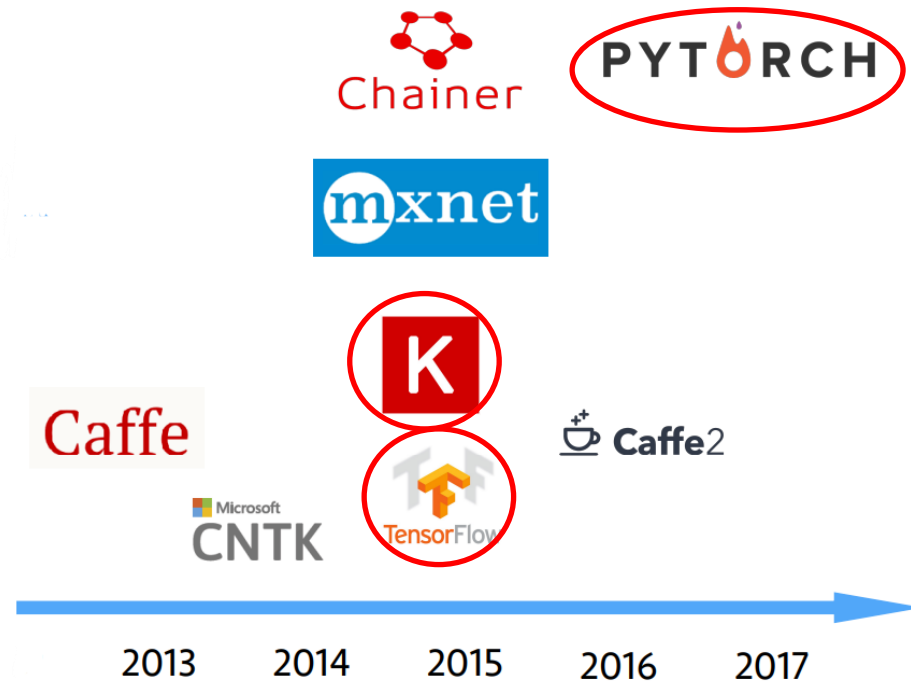 Chainer
PYTORCH
mxnet
K
Caffe
Caffe2
Microsoft
CNTK
TensorFlow
2013 2014 2015 2016 2017